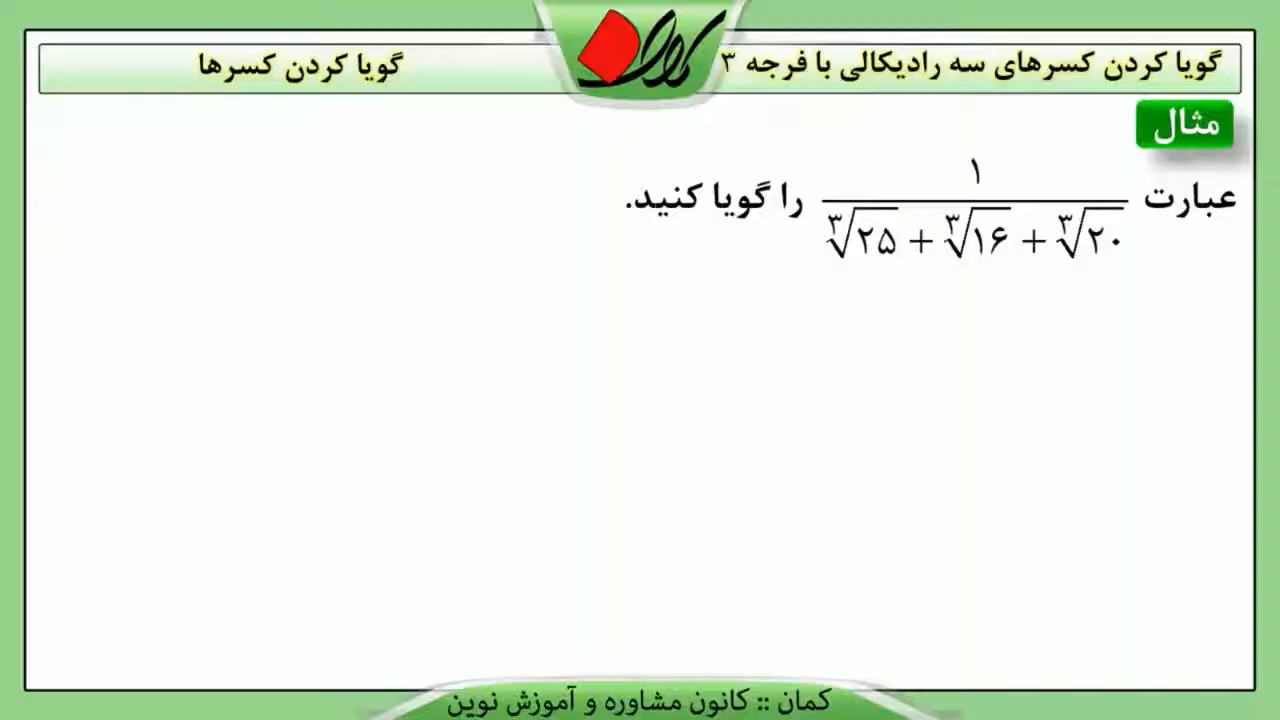 گویا کردن کسرهای سه رادیکالی با فرجه ۳
گویا کردن کسرها
کمان
مثال
عبارت ۱/(∛۲۵ + ∛۱۶ + ∛۲۰) را گویا کنید.
کمان :: کانون مشاوره و آموزش نوین